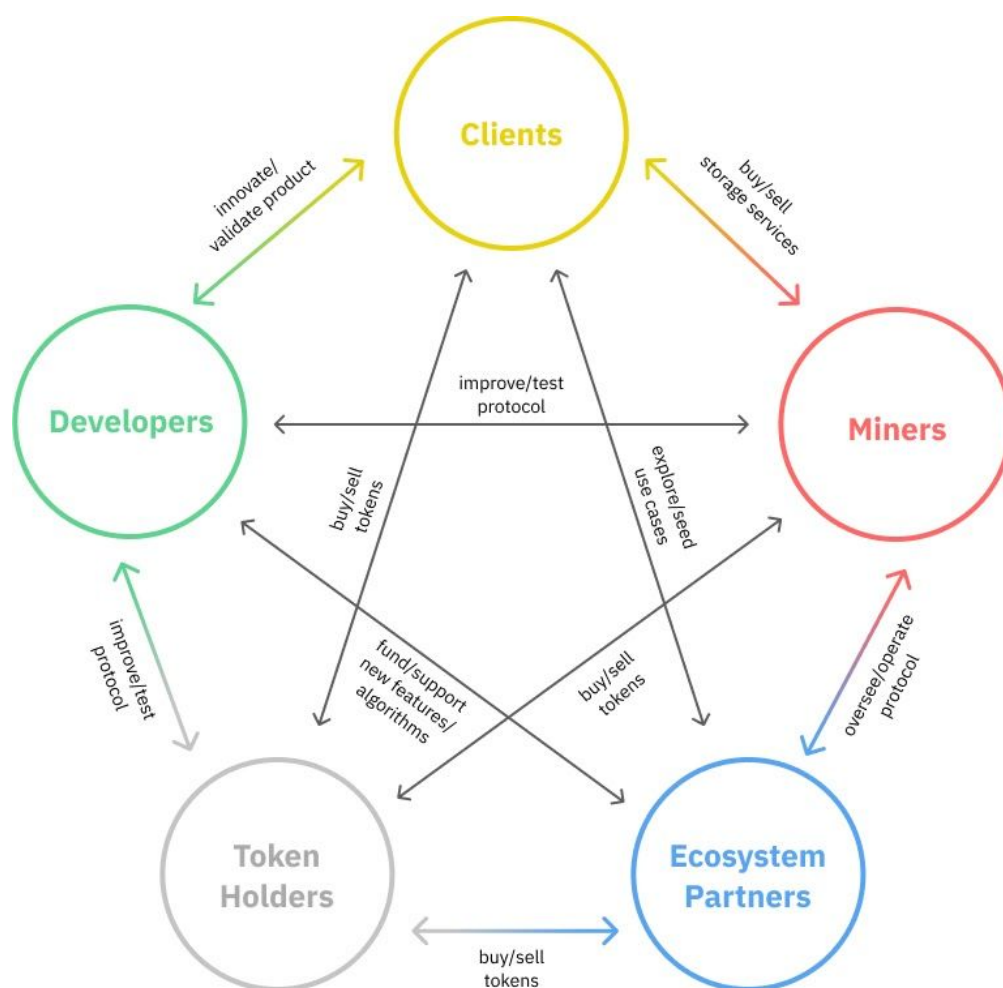 Clients
innovate/
validate product
buy/sell
storage services
Developers
improve/test
protocol
Miners
buy/sell
tokens
explore/seed
use cases
improve/test
protocol
fund/support
new features/
algorithms
buy/sell
tokens
oversee/operate
protocol
Token
Holders
Ecosystem
Partners
buy/sell
tokens